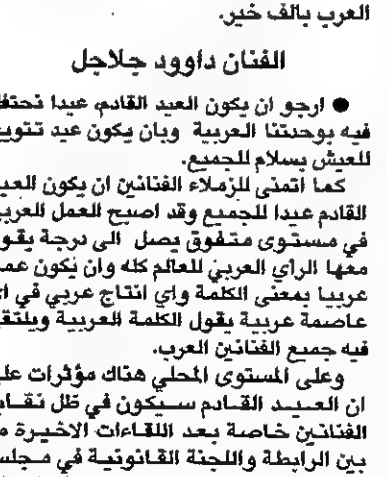 العرب بالف خير.
الفنان داوود جلاجل
● ارجو ان يكون العيد القادم، عيدا نحتفل
فيه بوحدتنا العربية وبان يكون عيد تتويج
للعيش بسلام للجميع.
كما اتمنى للزملاء الفنانين ان يكون العيد
القادم عيدا للجميع وقد اصبح العمل العربي
في مستوى متفوق يصل الى درجة يقول
معها الراي العربي للعالم كله وان يكون عملا
عربيا بمعنى الكلمة واي انتاج عربي في اي
عاصمة عربية يقول الكلمة العربية ويلتقي
فيه جميع الفنانين العرب.
وعلى المستوى المحلي هناك مؤثرات على
ان العيد القادم سيكون في ظل نقابة
الفنانين خاصة بعد اللقاءات الاخيرة ما
بين الرابطة واللجنة القانونية في مجلس